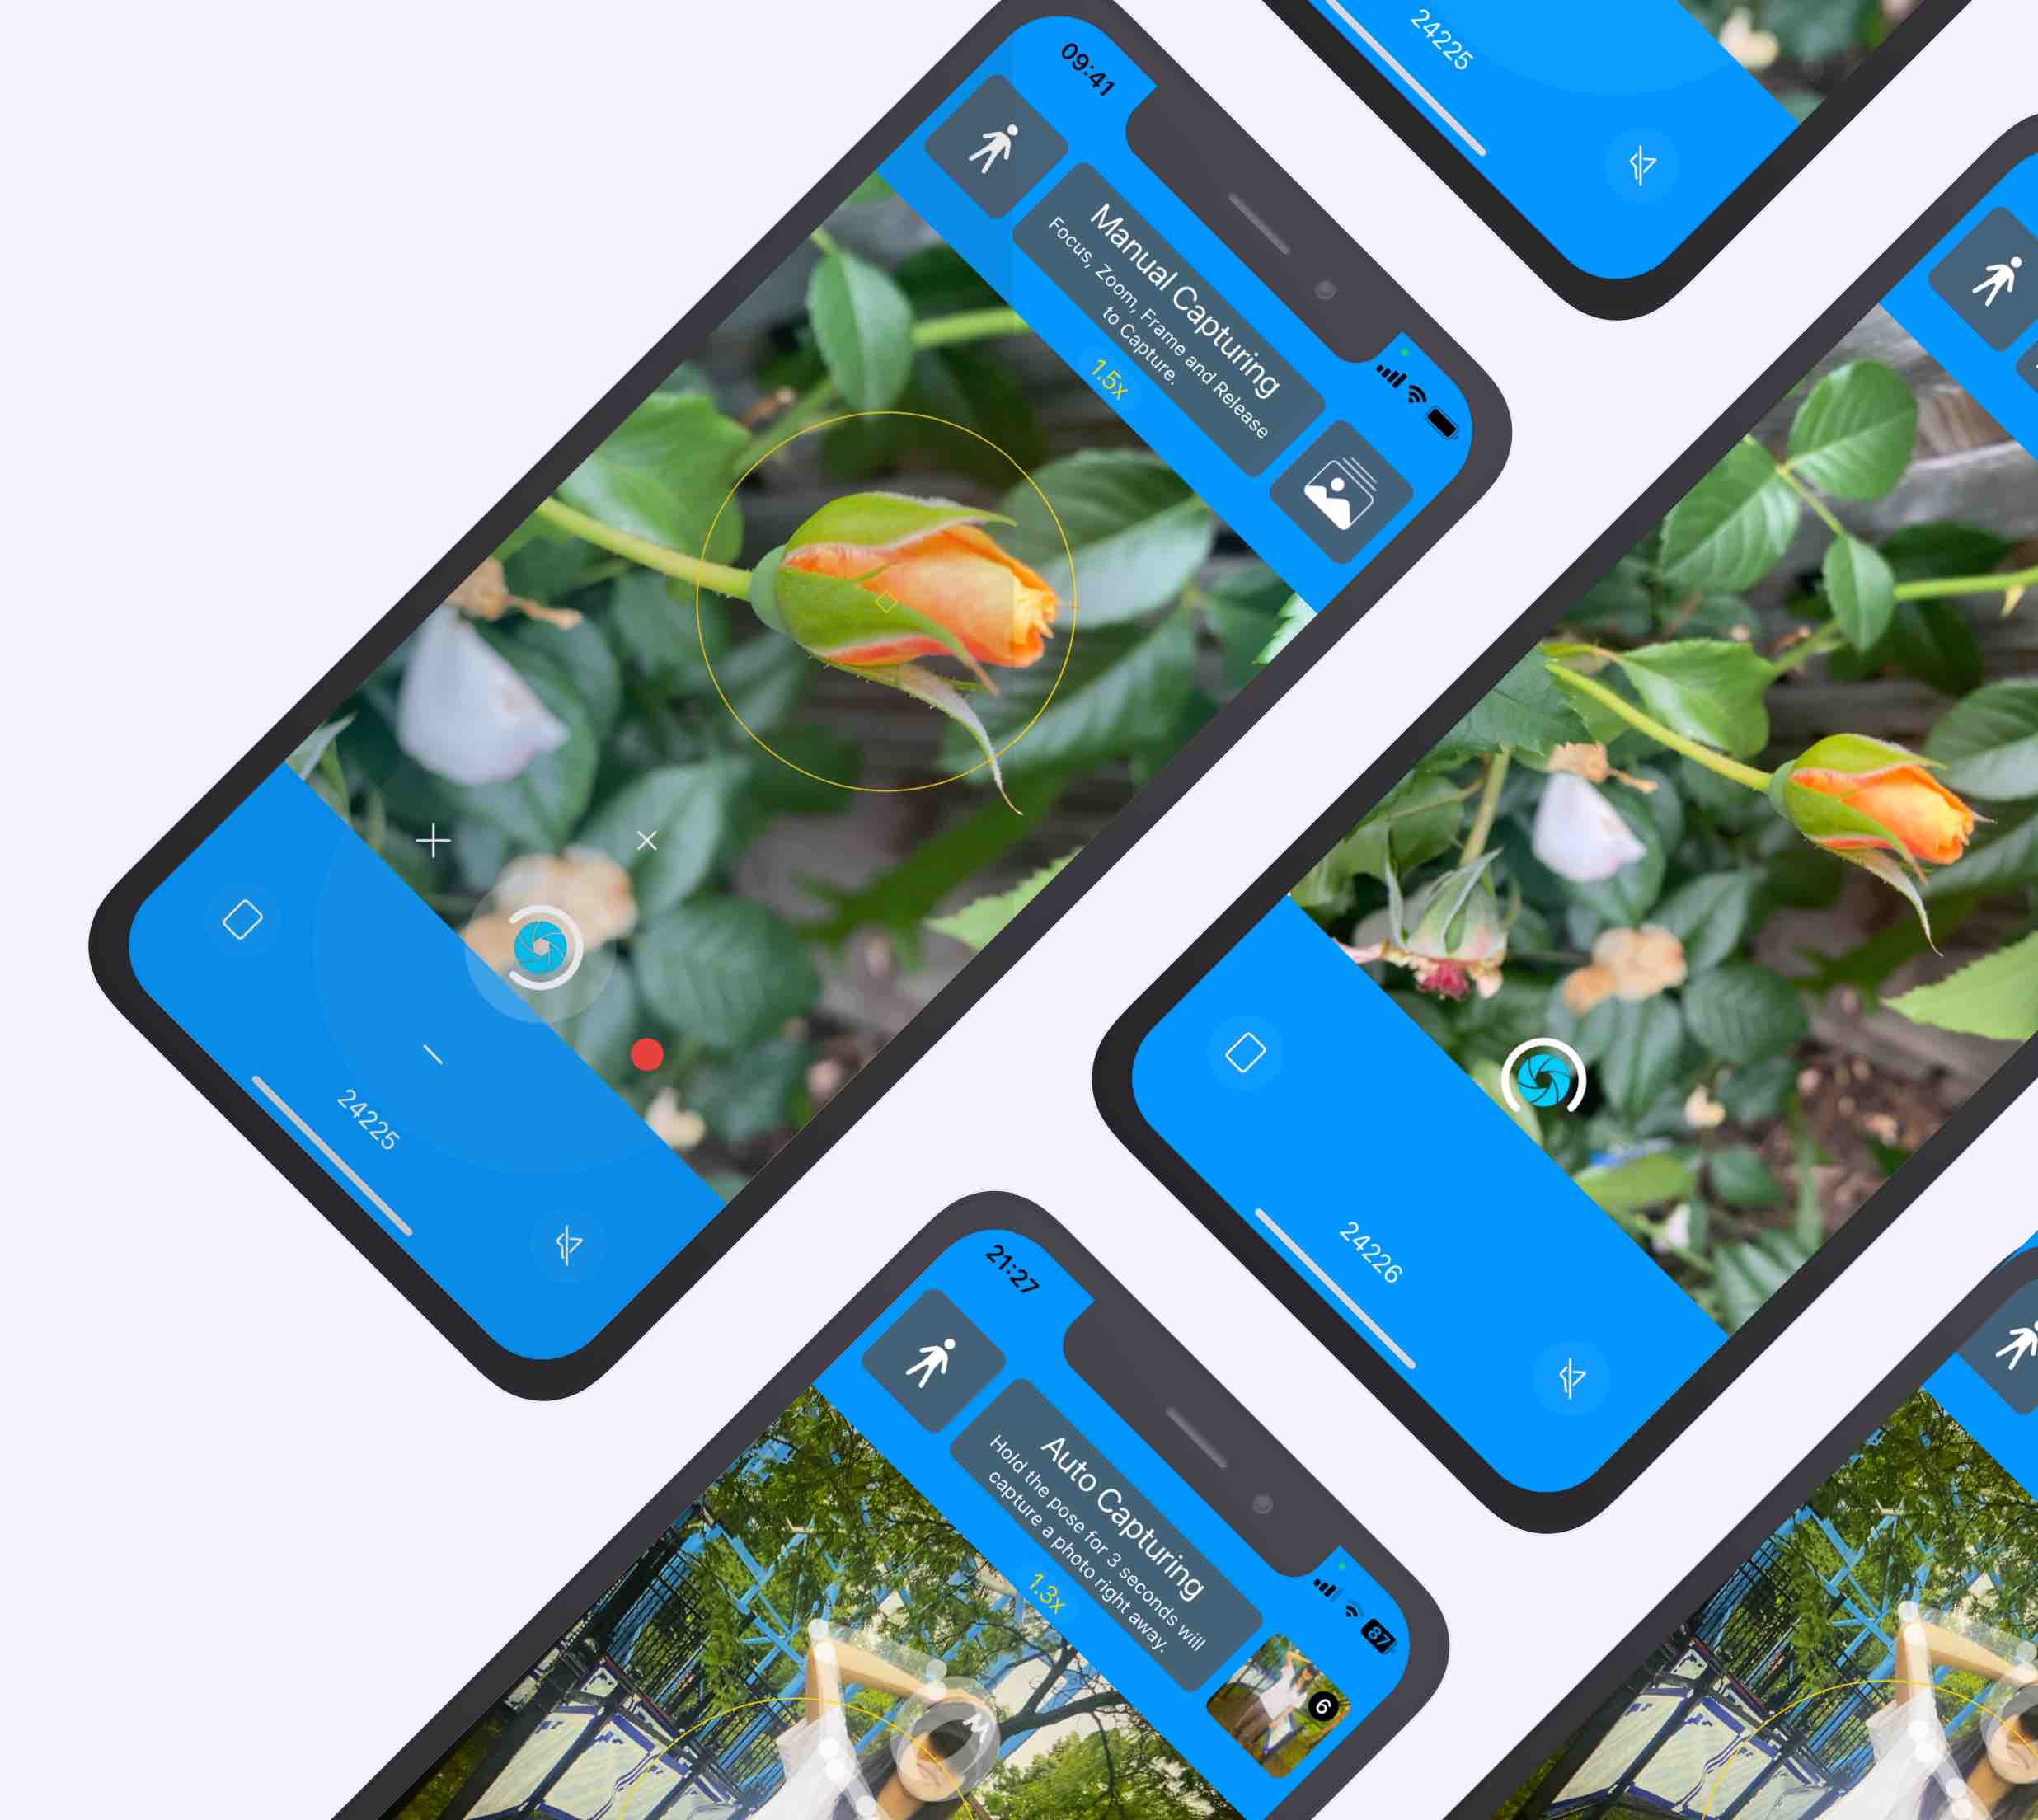 24225
09:41
Manual Capturing
Focus, Zoom, Frame and Release
to Capture.
1.5x
24225
24226
21:27
Auto Capturing
Hold the pose for 3 seconds will
capture a photo right away.
1.3x
87
6